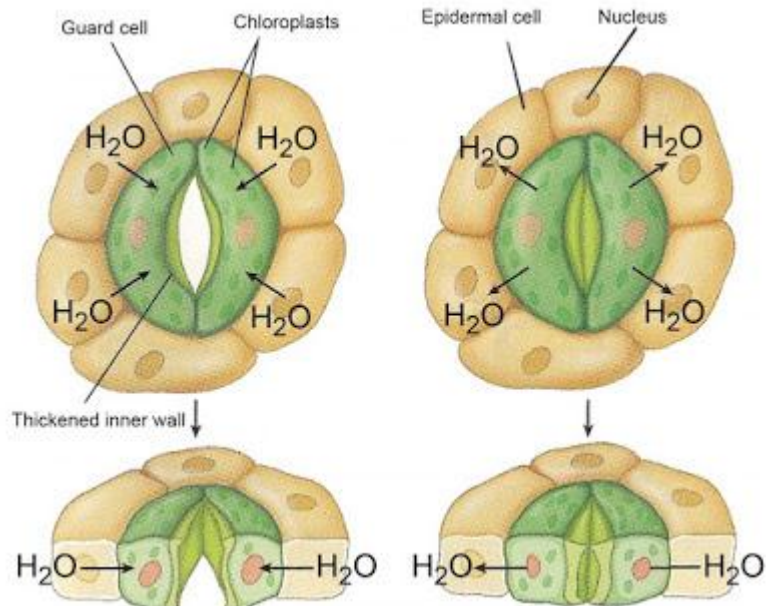 Guard cell
Chloroplasts
Epidermal cell
Nucleus
H₂O
H₂O
H₂O
H₂O
H₂O
H₂O
H₂O
H₂O
Thickened inner wall
H₂O
H₂O
H₂O
H₂O